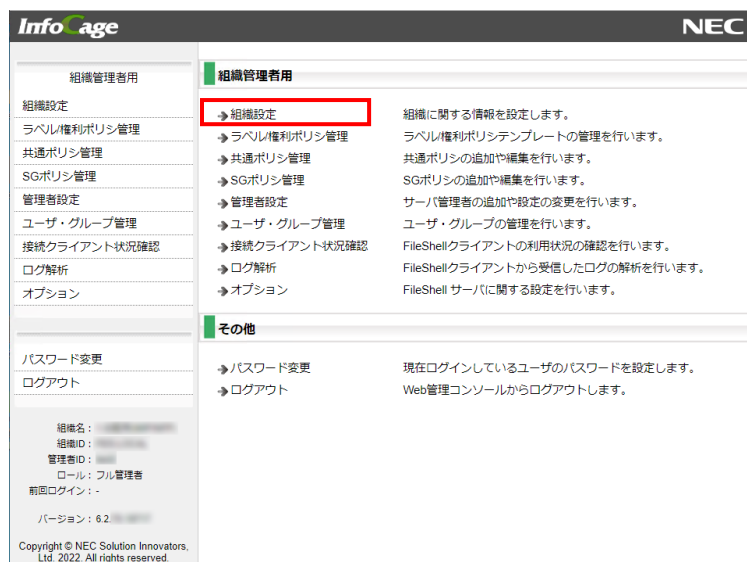 InfoCage
NEC
組織管理者用
組織設定
ラベル/権利ポリシ管理
共通ポリシ管理
SGポリシ管理
管理者設定
ユーザ・グループ管理
接続クライアント状況確認
ログ解析
オプション
パスワード変更
ログアウト
組織名：
組織ID：
管理者ID：
ロール：フル管理者
前回ログイン：-
バージョン：6.2.
Copyright © NEC Solution Innovators,
Ltd. 2022. All rights reserved.
組織管理者用
組織設定 組織に関する情報を設定します。
ラベル/権利ポリシ管理 ラベル/権利ポリシテンプレートの管理を行います。
共通ポリシ管理 共通ポリシの追加や編集を行います。
SGポリシ管理 SGポリシの追加や編集を行います。
管理者設定 サーバ管理者の追加や設定の変更を行います。
ユーザ・グループ管理 ユーザ・グループの管理を行います。
接続クライアント状況確認 FileShellクライアントの利用状況の確認を行います。
ログ解析 FileShellクライアントから受信したログの解析を行います。
オプション FileShell サーバに関する設定を行います。
その他
パスワード変更 現在ログインしているユーザのパスワードを設定します。
ログアウト Web管理コンソールからログアウトします。